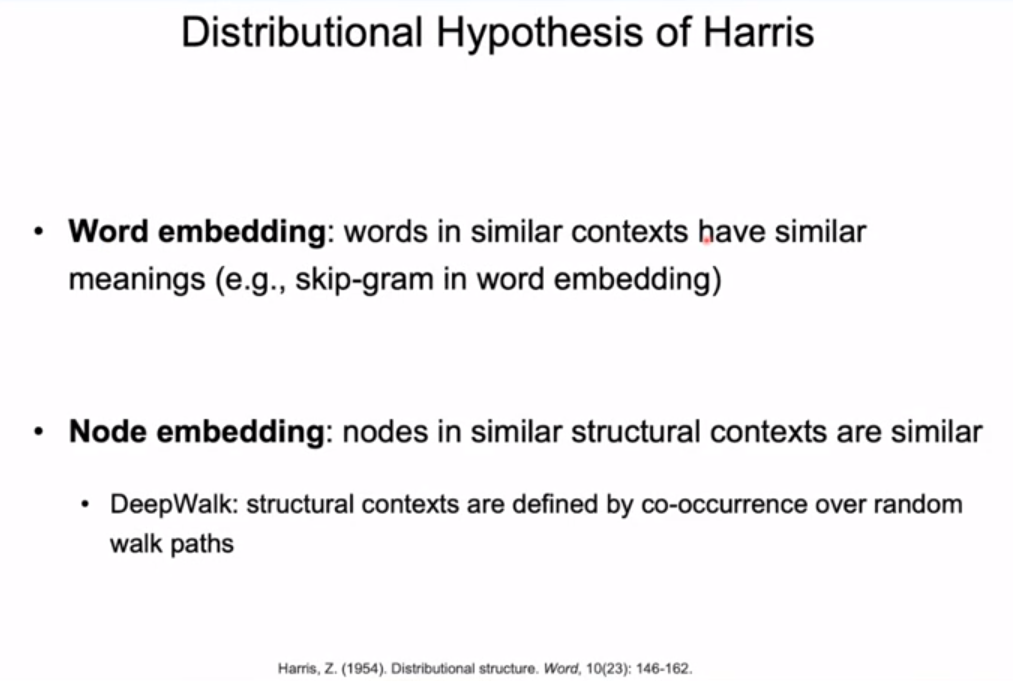 Distributional Hypothesis of Harris
• Word embedding: words in similar contexts have similar
meanings (e.g., skip-gram in word embedding)
• Node embedding: nodes in similar structural contexts are similar
• DeepWalk: structural contexts are defined by co-occurrence over random
walk paths
Harris, Z. (1954). Distributional structure. Word, 10(23): 146-162.